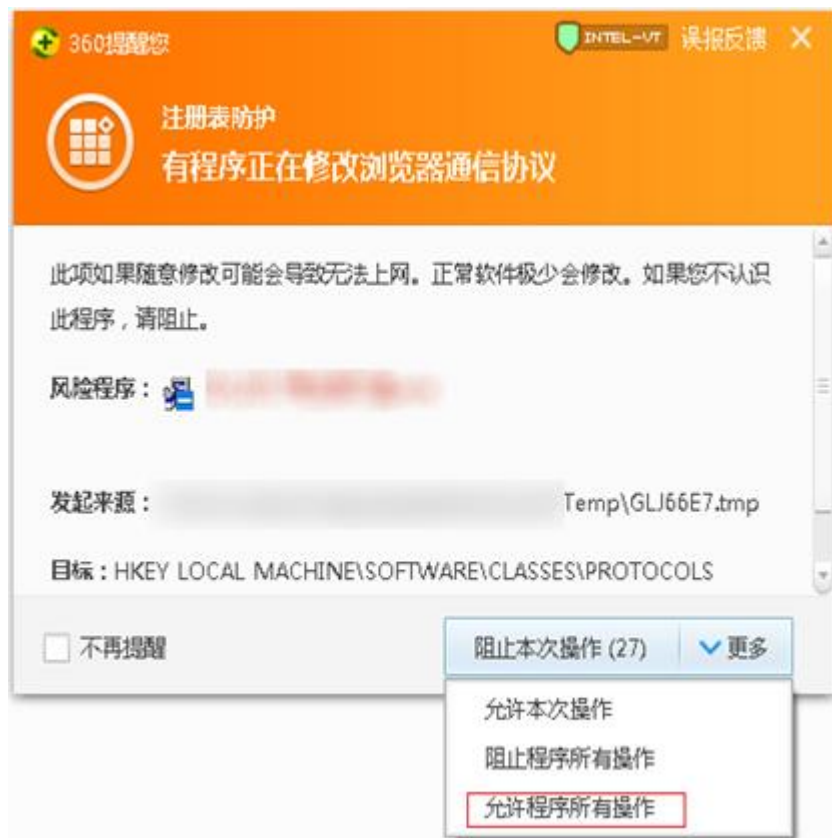 360提醒您
INTEL-VT 误报反馈
注册表防护
有程序正在修改浏览器通信协议
此项如果随意修改可能会导致无法上网。正常软件极少会修改。如果您不认识
此程序，请阻止。
风险程序：
发起来源： Temp\GLJ66E7.tmp
目标：HKEY LOCAL MACHINE\SOFTWARE\CLASSES\PROTOCOLS
不再提醒
阻止本次操作 (27) 更多
允许本次操作
阻止程序所有操作
允许程序所有操作